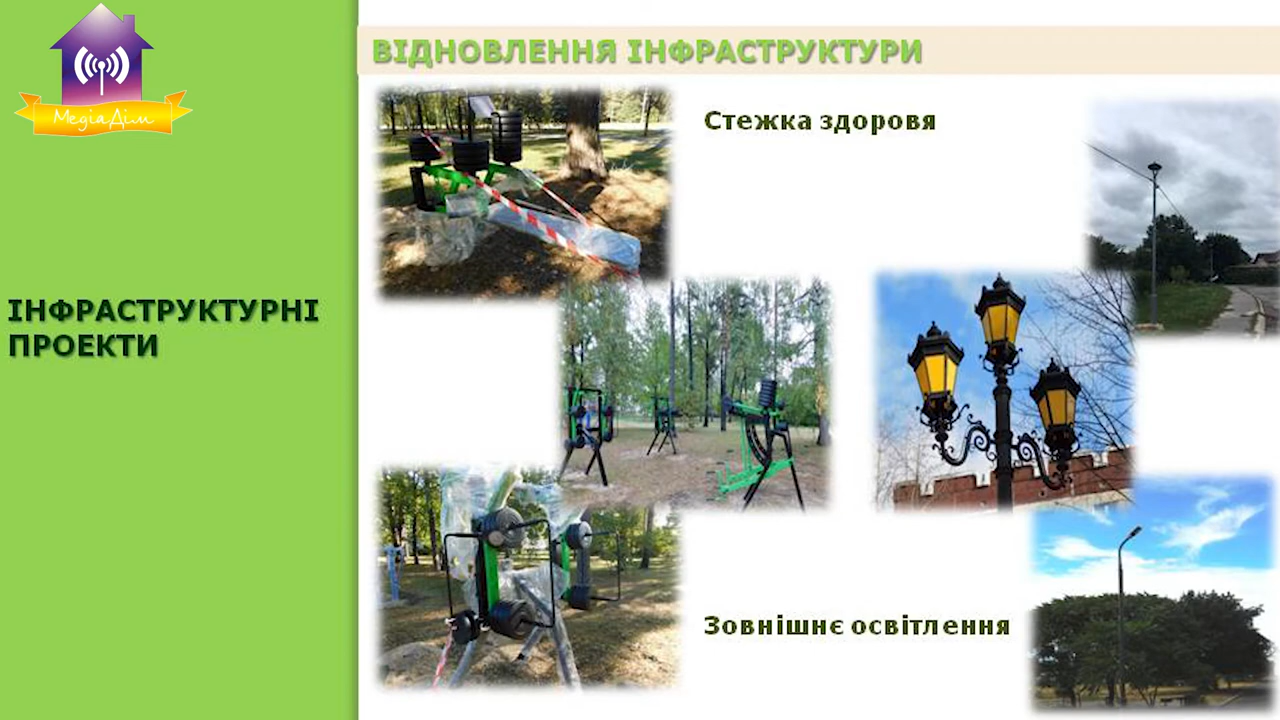 МедіаДім
ВІДНОВЛЕННЯ ІНФРАСТРУКТУРИ
Стежка здоровя
ІНФРАСТРУКТУРНІ
ПРОЕКТИ
Зовнішнє освітлення